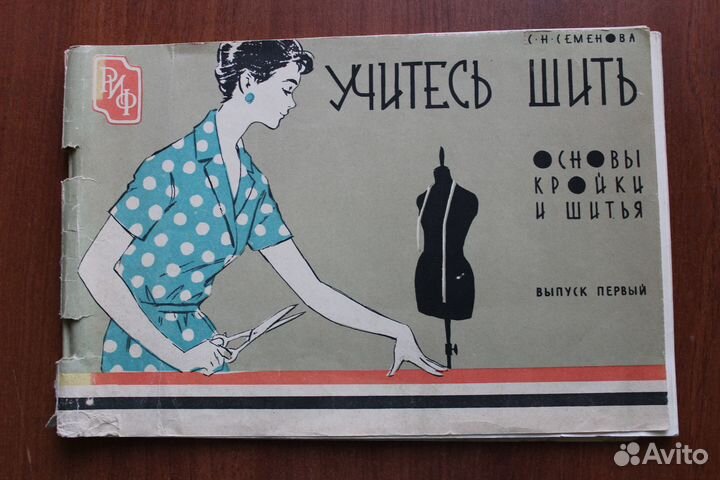 С·Н·СЕМЕНОВА
РИФ
УЧИТЕСЬ ШИТЬ
ОСНОВЫ
КРОЙКИ
И ШИТЬЯ
ВЫПУСК ПЕРВЫЙ
Avito